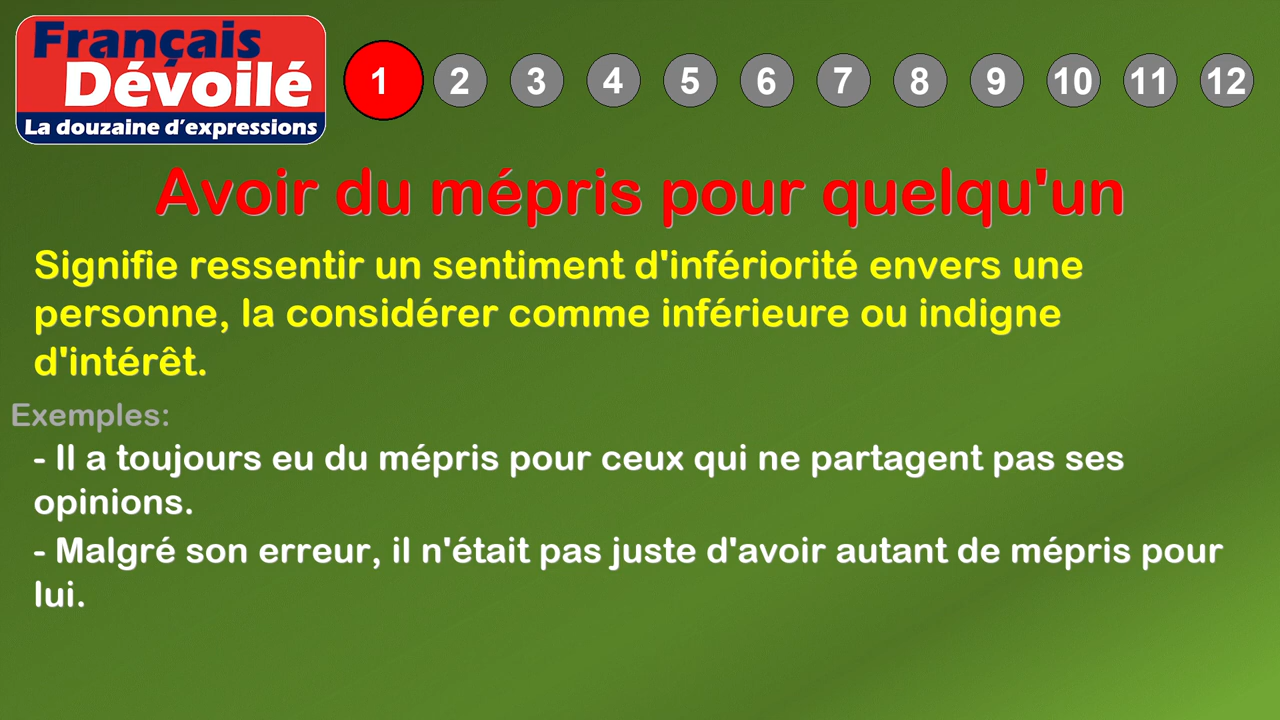 Français
Dévoilé
La douzaine d'expressions
1 2 3 4 5 6 7 8 9 10 11 12
Avoir du mépris pour quelqu'un
Signifie ressentir un sentiment d'infériorité envers une
personne, la considérer comme inférieure ou indigne
d'intérêt.
Exemples:
- Il a toujours eu du mépris pour ceux qui ne partagent pas ses
opinions.
- Malgré son erreur, il n'était pas juste d'avoir autant de mépris pour
lui.